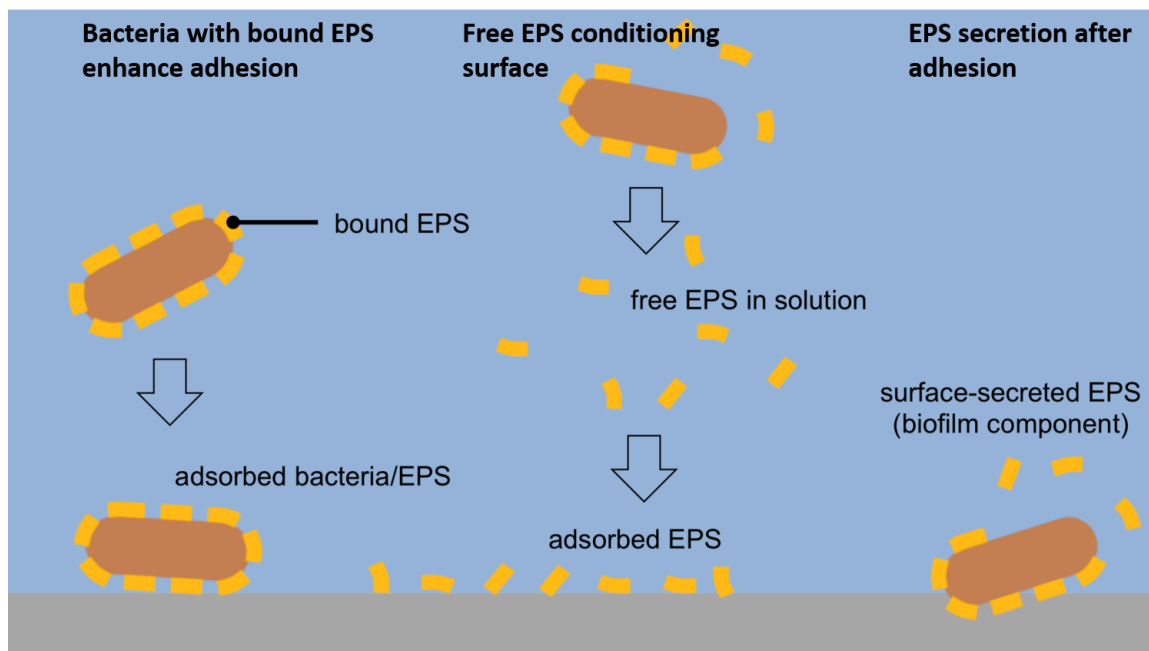 Bacteria with bound EPS
enhance adhesion
Free EPS conditioning
surface
EPS secretion after
adhesion
bound EPS
free EPS in solution
surface-secreted EPS
(biofilm component)
adsorbed bacteria/EPS
adsorbed EPS